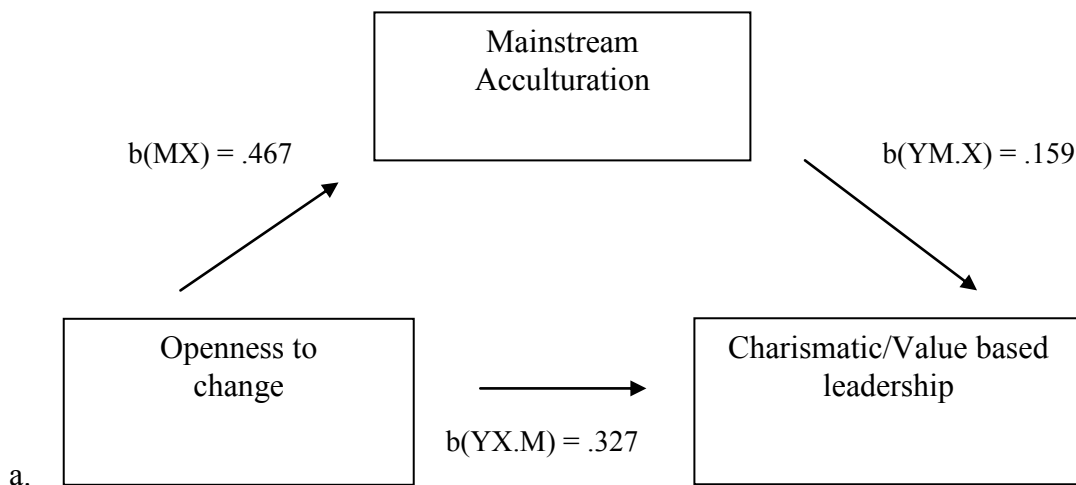 Mainstream
Acculturation
b(MX) = .467
b(YM.X) = .159
Openness to
change
Charismatic/Value based
leadership
b(YX.M) = .327
a.